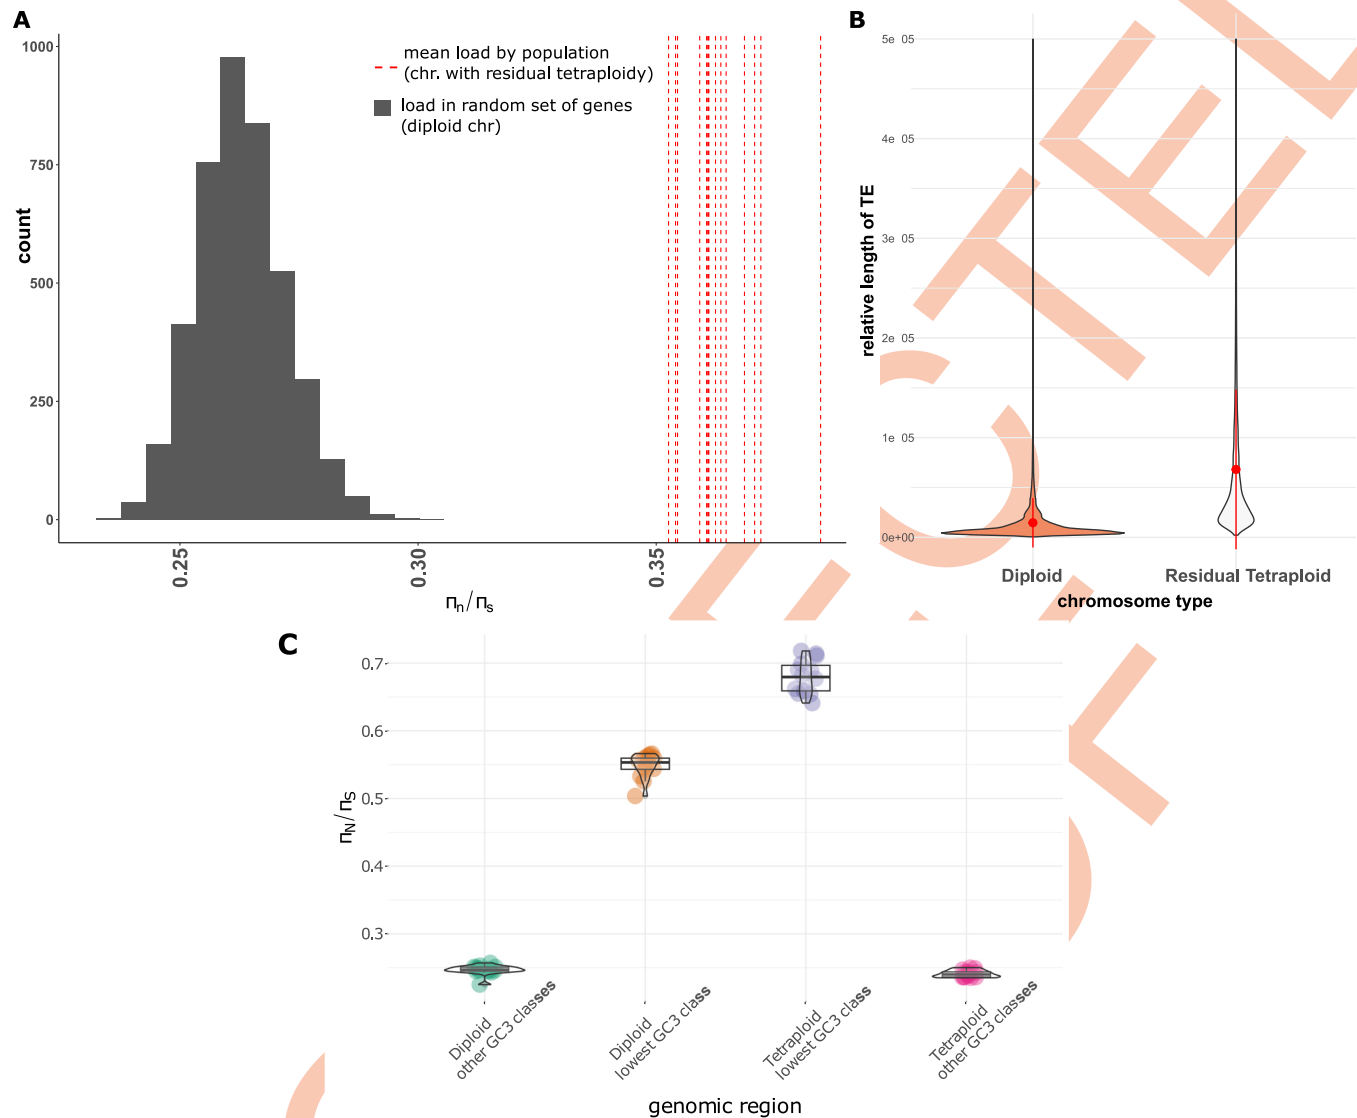 A
1000
750
500
250
0
count
mean load by population
(chr. with residual tetraploidy)
load in random set of genes
(diploid chr)
0.25
0.30
0.35
πn/πs
B
5e 05
4e 05
3e 05
2e 05
1e 05
0e+00
relative length of TE
Diploid
Residual Tetraploid
chromosome type
C
0.7
0.6
0.5
0.4
0.3
πN/πS
Diploid
other GC3 classes
Diploid
lowest GC3 class
Tetraploid
lowest GC3 class
Tetraploid
other GC3 classes
genomic region